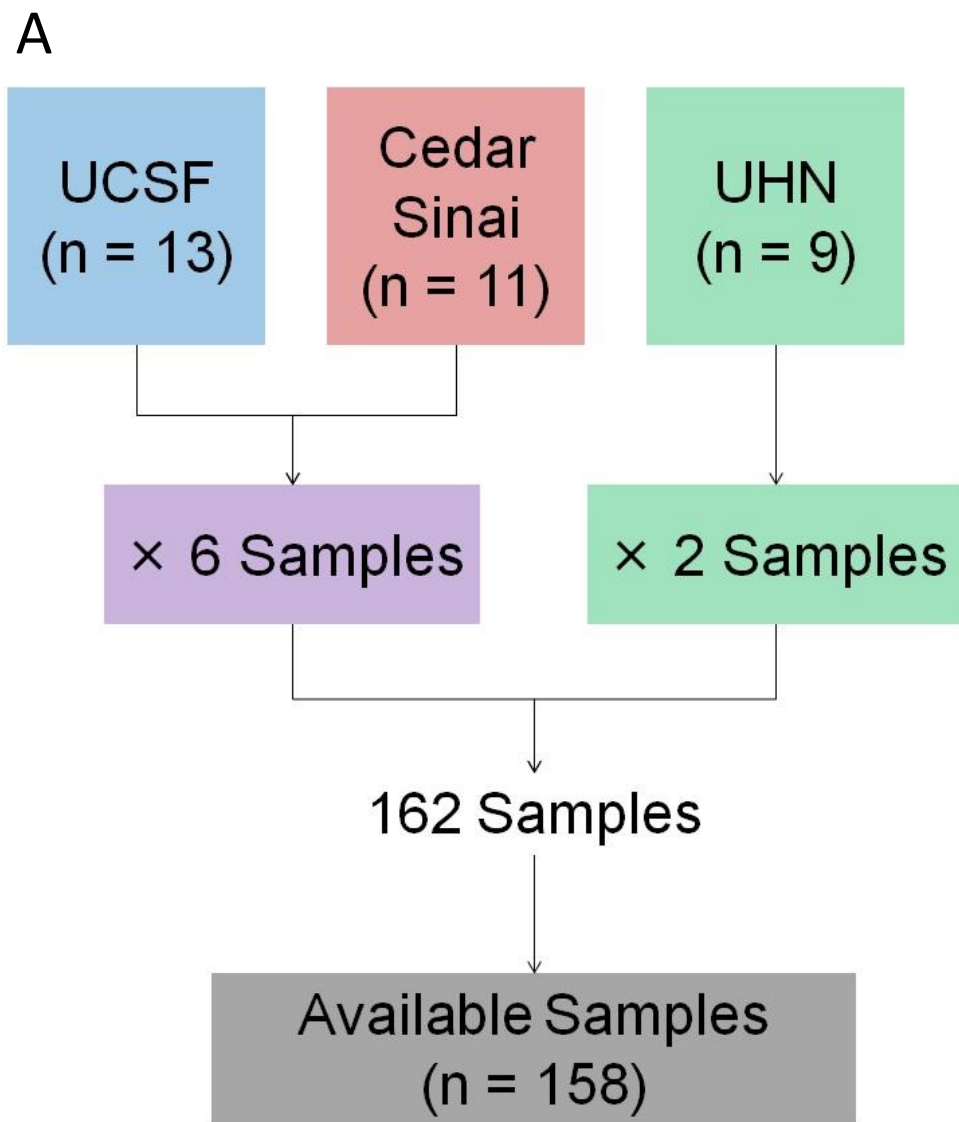 A
UCSF
(n = 13)
Cedar
Sinai
(n = 11)
UHN
(n = 9)
× 6 Samples
× 2 Samples
162 Samples
Available Samples
(n = 158)